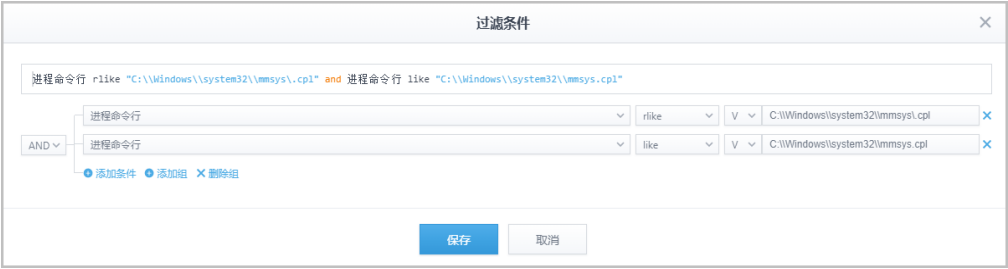 过滤条件
进程命令行 rlike "C:\\Windows\\system32\\mmsys\.cpl" and 进程命令行 like "C:\\Windows\\system32\\mmsys.cpl"
进程命令行 rlike V C:\\Windows\\system32\\mmsys\.cpl
AND
进程命令行 like V C:\\Windows\\system32\\mmsys.cpl
添加条件 添加组 删除组
保存 取消